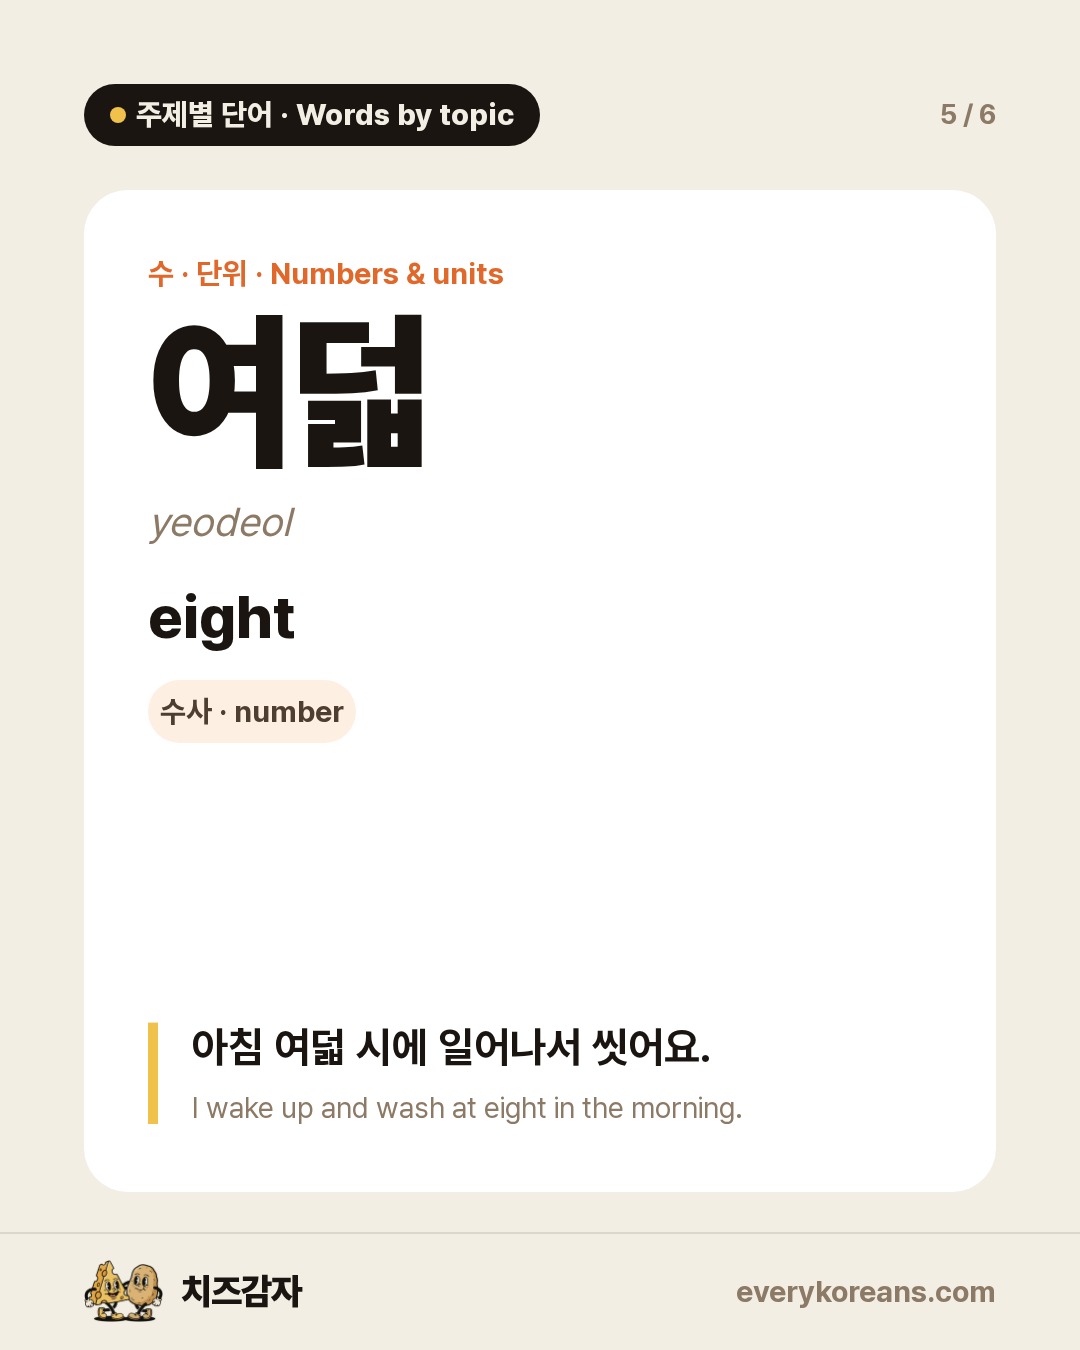 주제별 단어 · Words by topic
5 / 6
수 · 단위 · Numbers & units
여덟
yeodeol
eight
수사 · number
아침 여덟 시에 일어나서 씻어요.
I wake up and wash at eight in the morning.
치즈감자
everykoreans.com